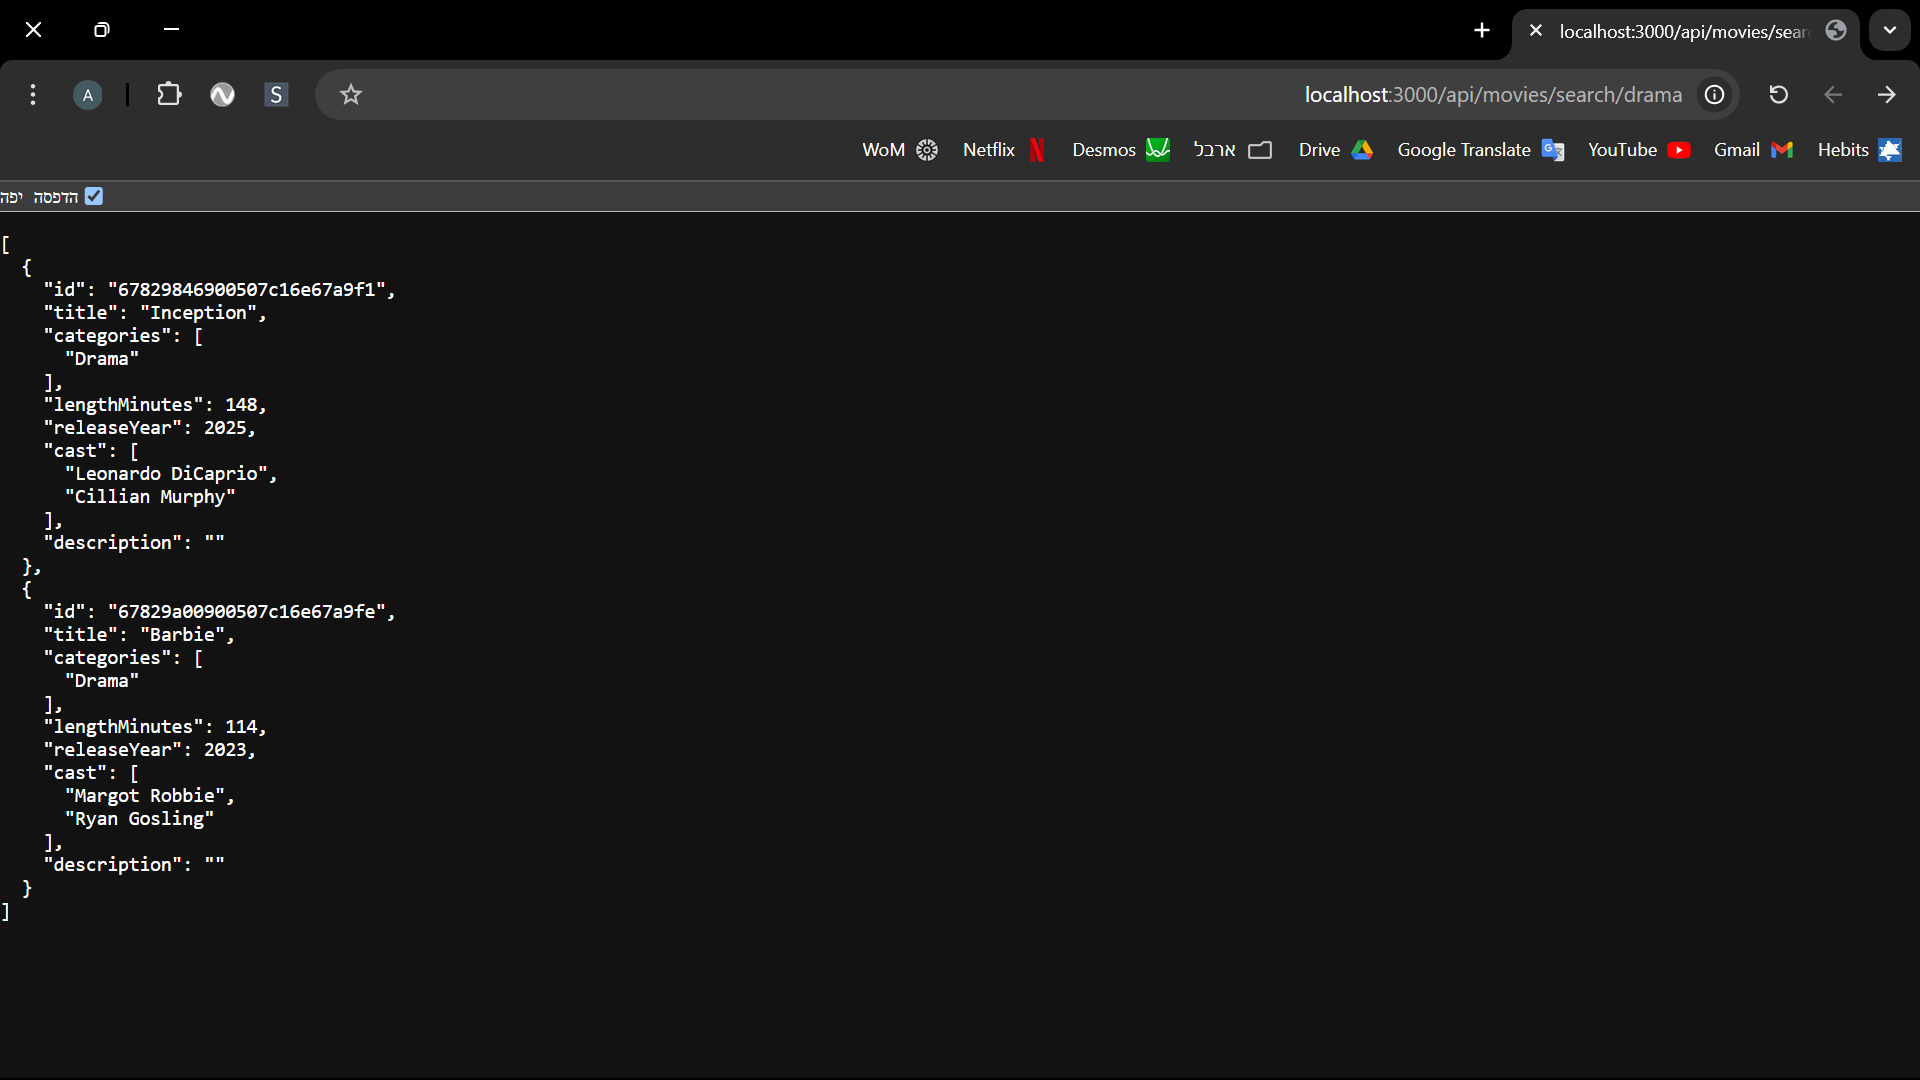 localhost:3000/api/movies/sear
A
S
localhost:3000/api/movies/search/drama
WoM Netflix Desmos ארבל Drive Google Translate YouTube Gmail Hebits
הדפסה יפה
[
  {
    "id": "67829846900507c16e67a9f1",
    "title": "Inception",
    "categories": [
      "Drama"
    ],
    "lengthMinutes": 148,
    "releaseYear": 2025,
    "cast": [
      "Leonardo DiCaprio",
      "Cillian Murphy"
    ],
    "description": ""
  },
  {
    "id": "67829a00900507c16e67a9fe",
    "title": "Barbie",
    "categories": [
      "Drama"
    ],
    "lengthMinutes": 114,
    "releaseYear": 2023,
    "cast": [
      "Margot Robbie",
      "Ryan Gosling"
    ],
    "description": ""
  }
]